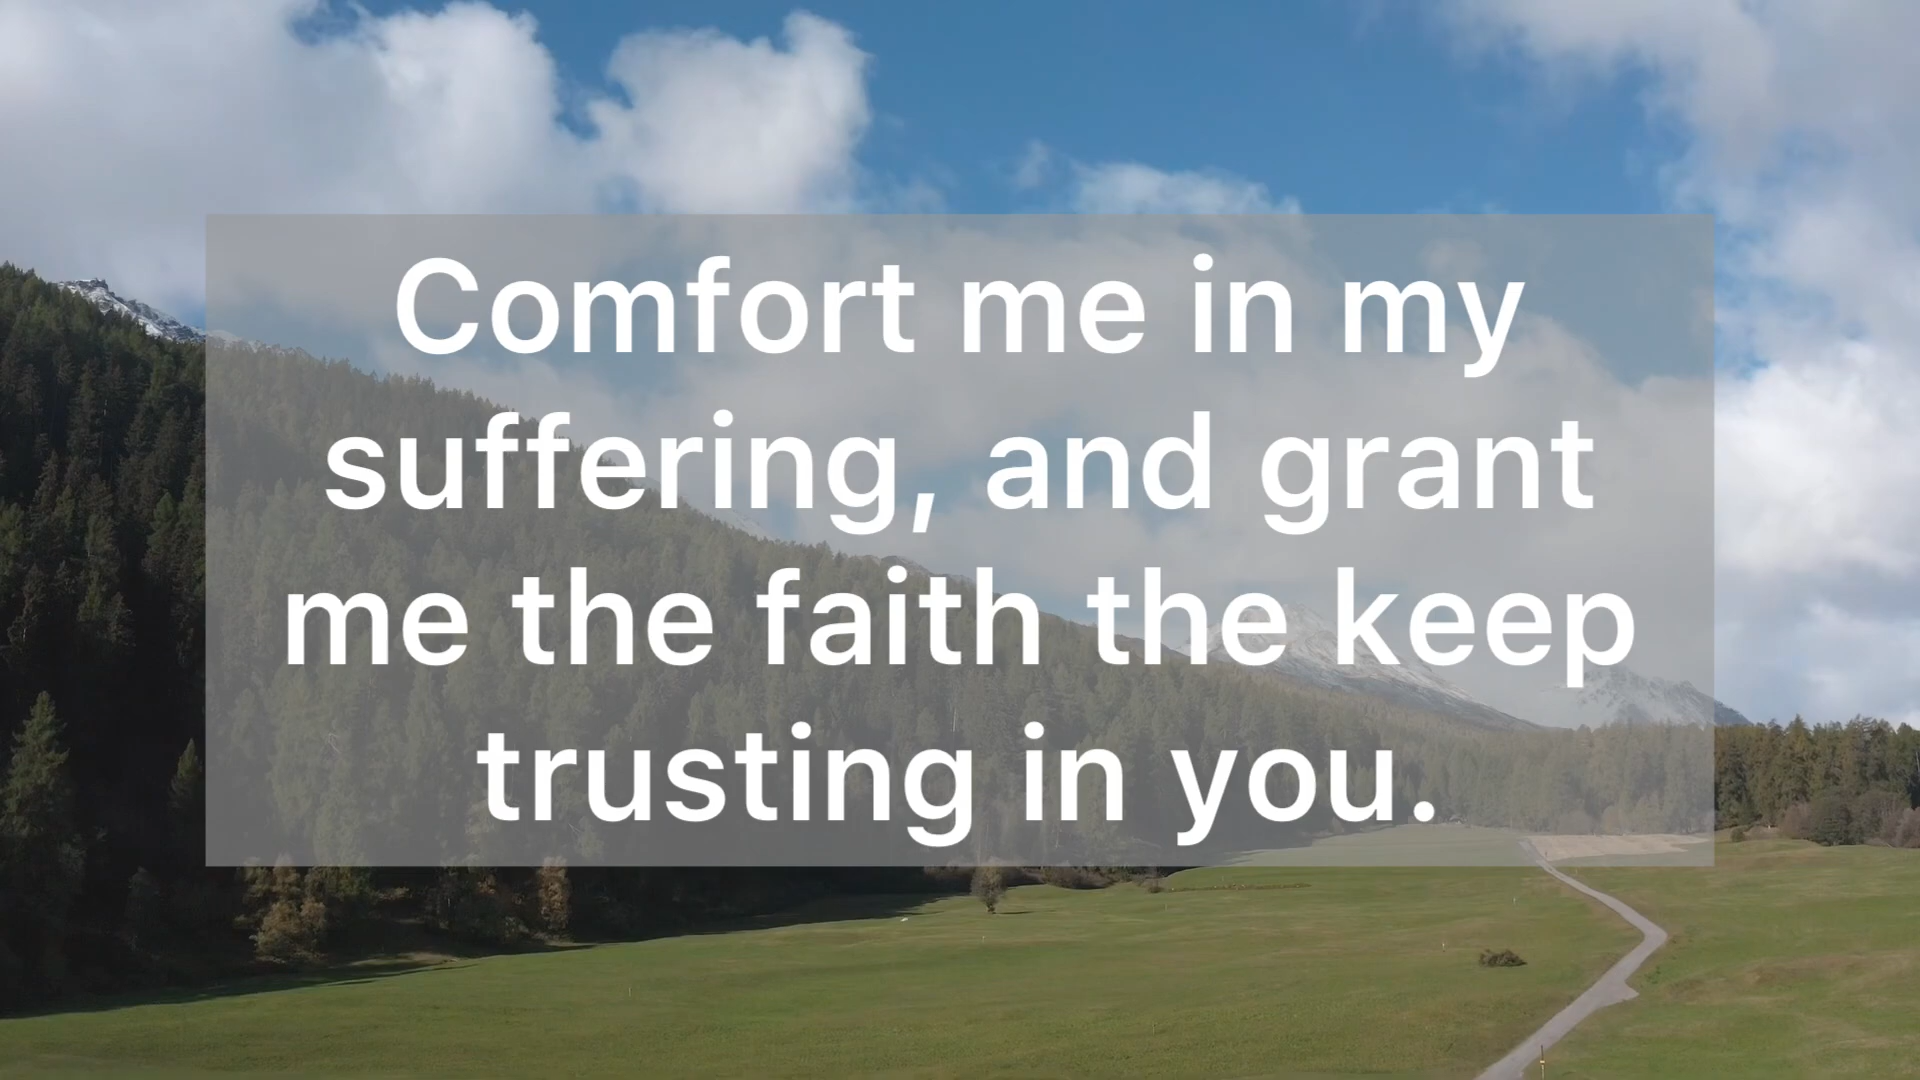 Comfort me in my
suffering, and grant
me the faith the keep
trusting in you.